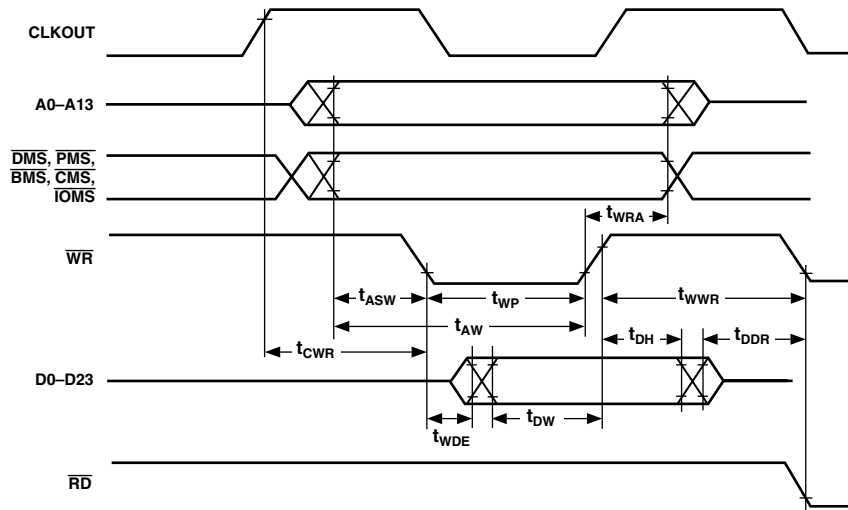 CLKOUT
A0–A13
DMS, PMS,
BMS, CMS,
IOMS
tWRA
WR
tASW
tWP
tWWR
tAW
tDH
tDDR
tCWR
D0–D23
tWDE
tDW
RD